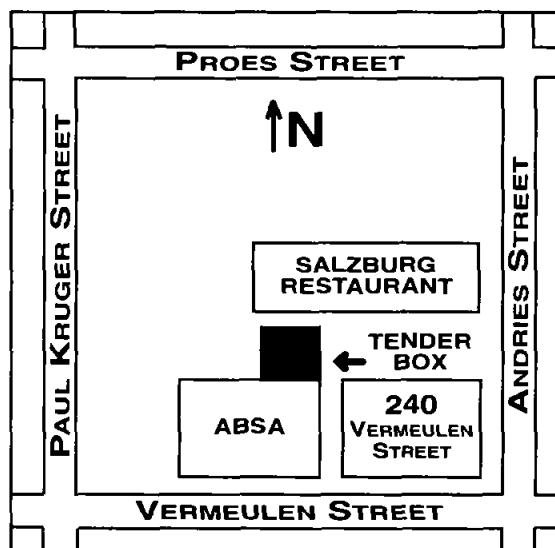 PROES STREET
N
PAUL KRUGER STREET
ANDRIES STREET
SALZBURG
RESTAURANT
TENDER
BOX
ABSA
240
VERMEULEN
STREET
VERMEULEN STREET